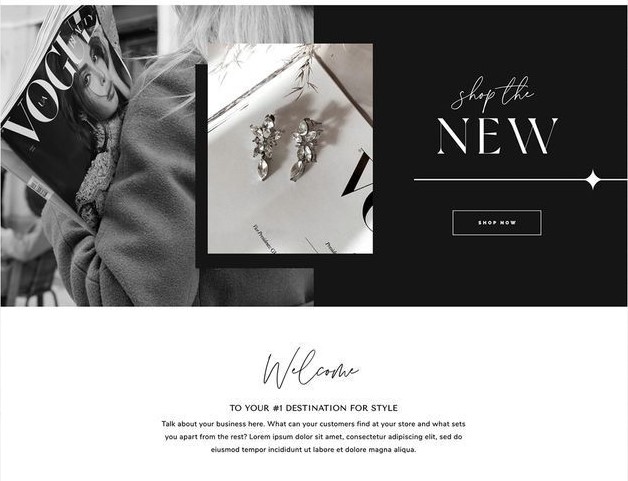 VOGUE
shop the
NEW
SHOP NOW
Welcome
TO YOUR #1 DESTINATION FOR STYLE
Talk about your business here. What can your customers find at your store and what sets
you apart from the rest? Lorem ipsum dolor sit amet, consectetur adipiscing elit, sed do
eiusmod tempor incididunt ut labore et dolore magna aliqua.